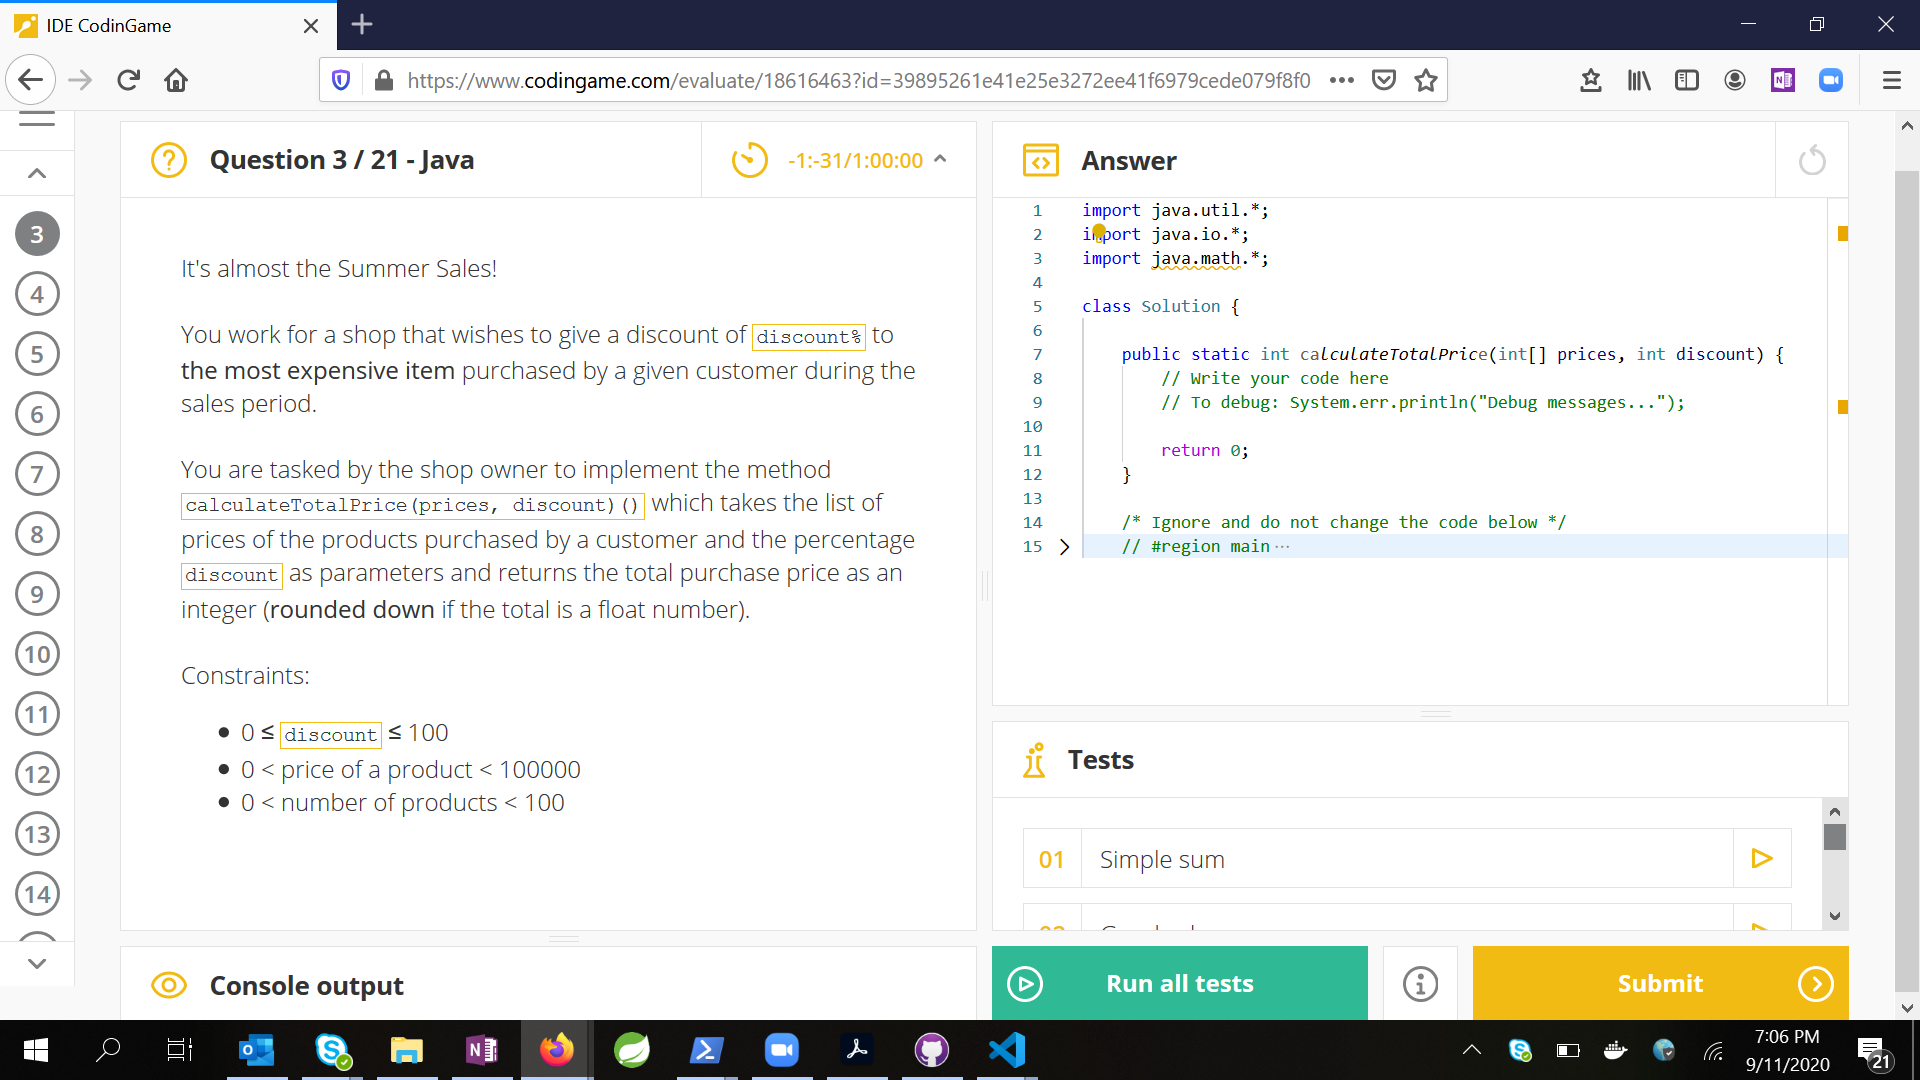 IDE CodinGame
https://www.codingame.com/evaluate/18616463?id=39895261e41e25e3272ee41f6979cede079f8f0
Question 3 / 21 - Java
-1:-31/1:00:00
3
4
5
6
7
8
9
10
11
12
13
14
It's almost the Summer Sales!
You work for a shop that wishes to give a discount of discount% to
the most expensive item purchased by a given customer during the
sales period.
You are tasked by the shop owner to implement the method
calculateTotalPrice(prices, discount)() which takes the list of
prices of the products purchased by a customer and the percentage
discount as parameters and returns the total purchase price as an
integer (rounded down if the total is a float number).
Constraints:
• 0 ≤ discount ≤ 100
• 0 < price of a product < 100000
• 0 < number of products < 100
Console output
Answer
1 import java.util.*;
2 import java.io.*;
3 import java.math.*;
4
5 class Solution {
6
7 public static int calculateTotalPrice(int[] prices, int discount) {
8 // Write your code here
9 // To debug: System.err.println("Debug messages...");
10
11 return 0;
12 }
13
14 /* Ignore and do not change the code below */
15 // #region main ···
Tests
01 Simple sum
Run all tests
Submit
7:06 PM
9/11/2020
21